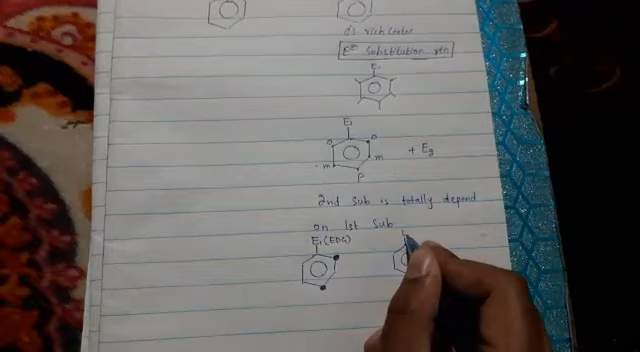 e's rich center
E⊕ substitution rxn
E1
E1
o o
m m
p
+ E2
2nd sub is totally depend
on 1st sub
E1 (EDG)